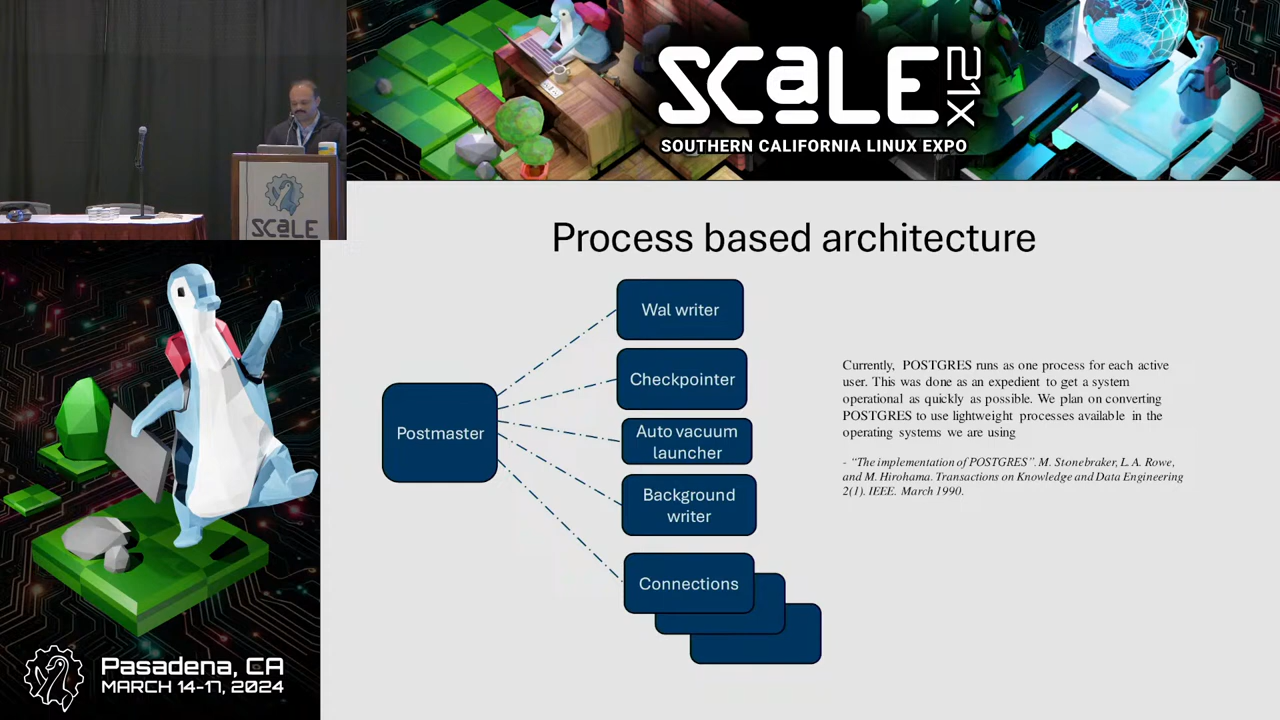 SCALE 21X
SOUTHERN CALIFORNIA LINUX EXPO
SCALE
Process based architecture
Postmaster
Wal writer
Checkpointer
Auto vacuum
launcher
Background
writer
Connections
Currently, POSTGRES runs as one process for each active
user. This was done as an expedient to get a system
operational as quickly as possible. We plan on converting
POSTGRES to use lightweight processes available in the
operating systems we are using
- “The implementation of POSTGRES”. M. Stonebraker, L. A. Rowe,
and M. Hirohama. Transactions on Knowledge and Data Engineering
2(1). IEEE. March 1990.
Pasadena, CA
MARCH 14-17, 2024